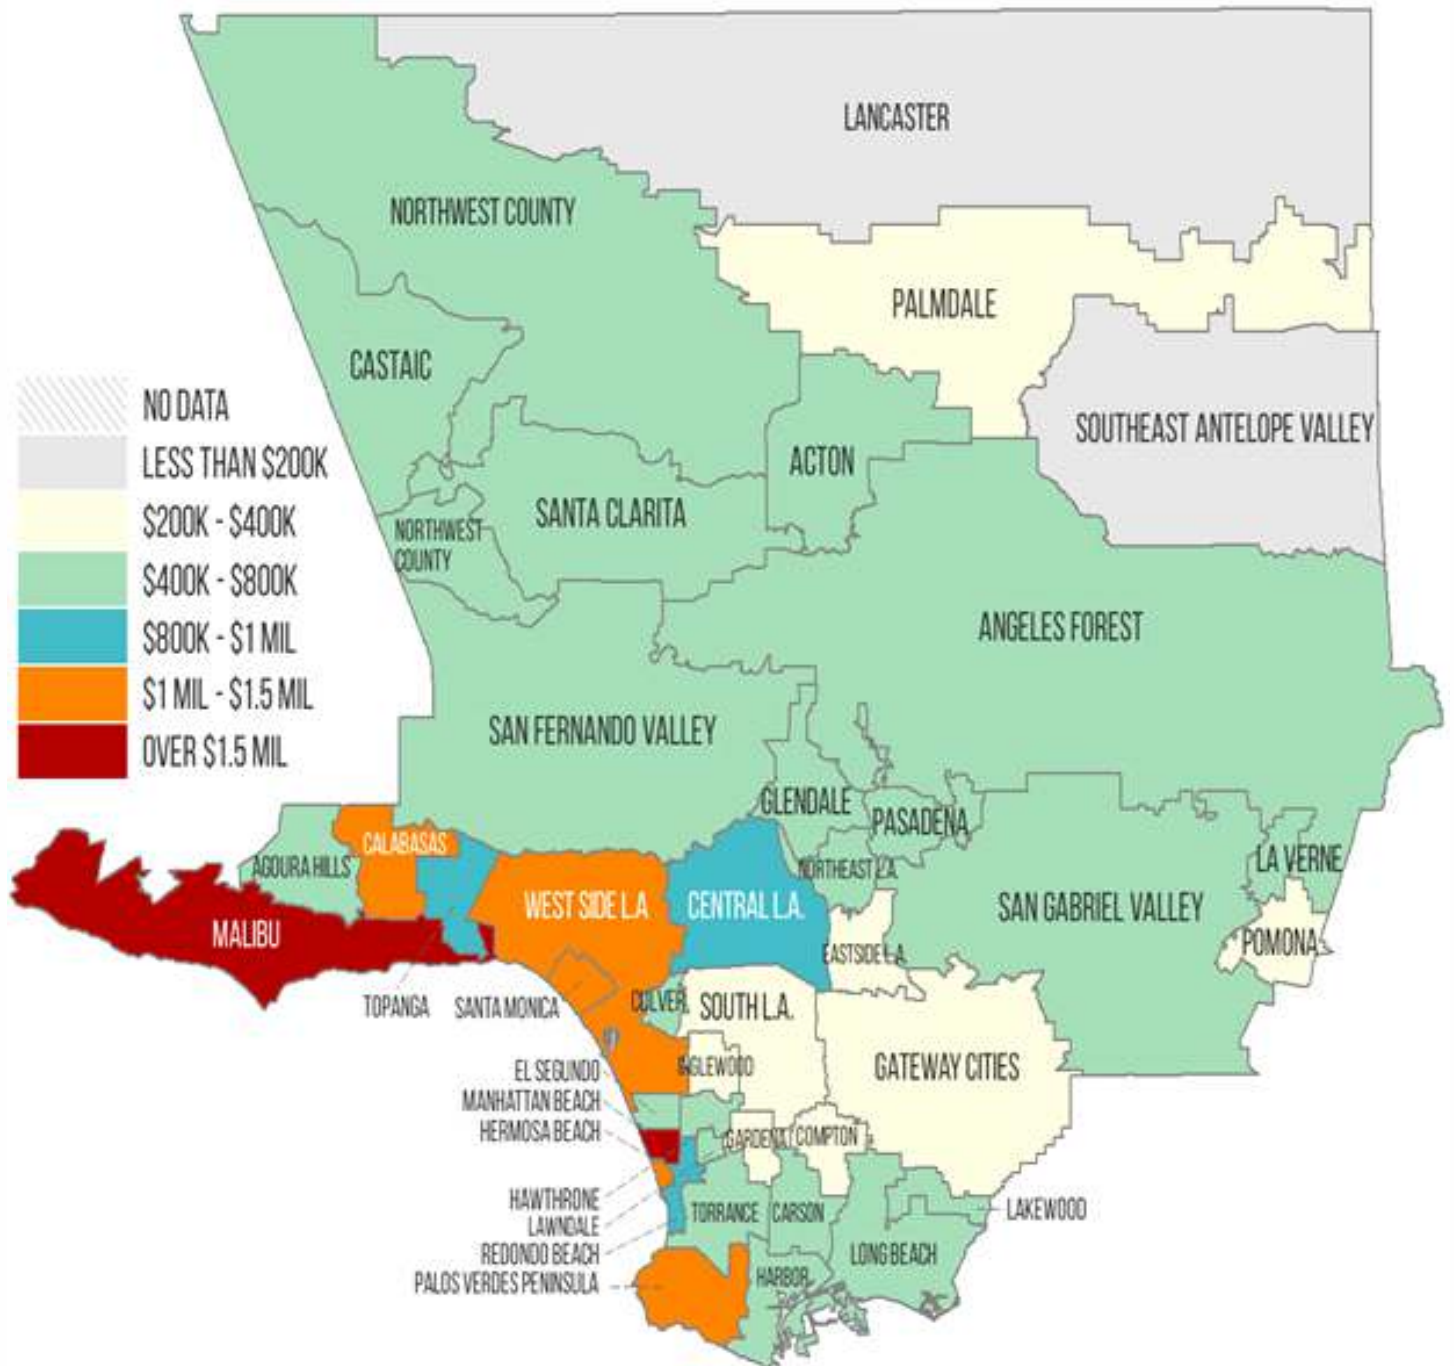 LANCASTER
NORTHWEST COUNTY
PALMDALE
CASTAIC
NO DATA
SOUTHEAST ANTELOPE VALLEY
LESS THAN $200K
ACTON
SANTA CLARITA
$200K - $400K
NORTHWEST
COUNTY
$400K - $800K
ANGELES FOREST
$800K - $1 MIL
$1 MIL - $1.5 MIL
SAN FERNANDO VALLEY
OVER $1.5 MIL
GLENDALE
PASADENA
CALABASAS
AGOURA HILLS
NORTHEAST L.A.
LA VERNE
WEST SIDE L.A
CENTRAL L.A.
SAN GABRIEL VALLEY
MALIBU
POMONA
EASTSIDE L.A.
TOPANGA
SANTA MONICA
CULVER
SOUTH L.A.
EL SEGUNDO
INGLEWOOD
GATEWAY CITIES
MANHATTAN BEACH
HERMOSA BEACH
GARDENA
COMPTON
HAWTHRONE
LAWNDALE
TORRANCE
CARSON
LAKEWOOD
REDONDO BEACH
LONG BEACH
PALOS VERDES PENINSULA
HARBOR